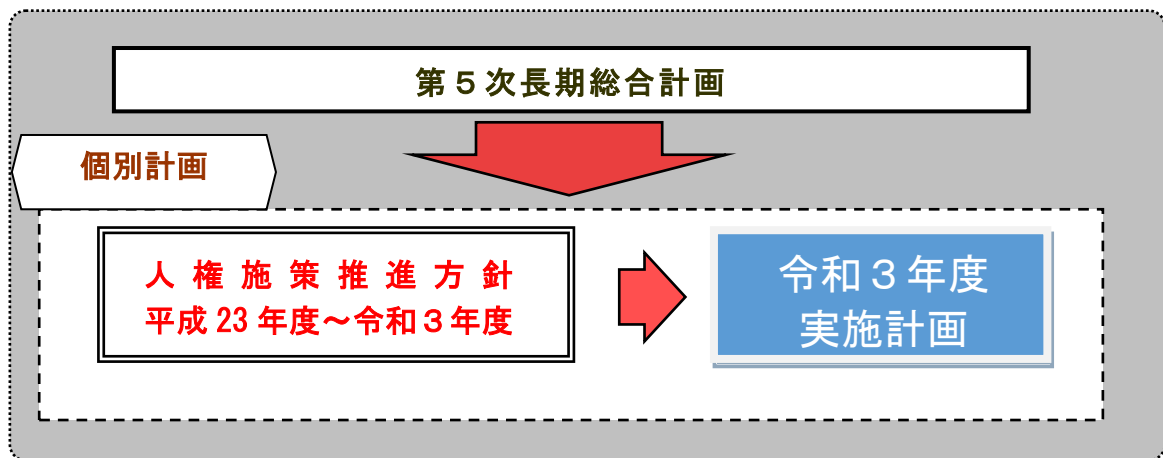 第５次長期総合計画
個別計画
人権施策推進方針
平成23年度～令和３年度
令和３年度
実施計画